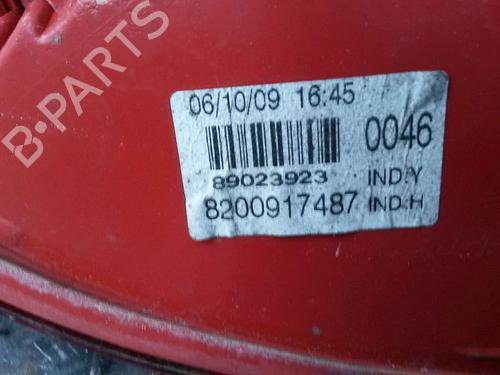 B-PARTS
06/10/09 16:45
0046
89023923 IND:Y
8200917487 IND:H